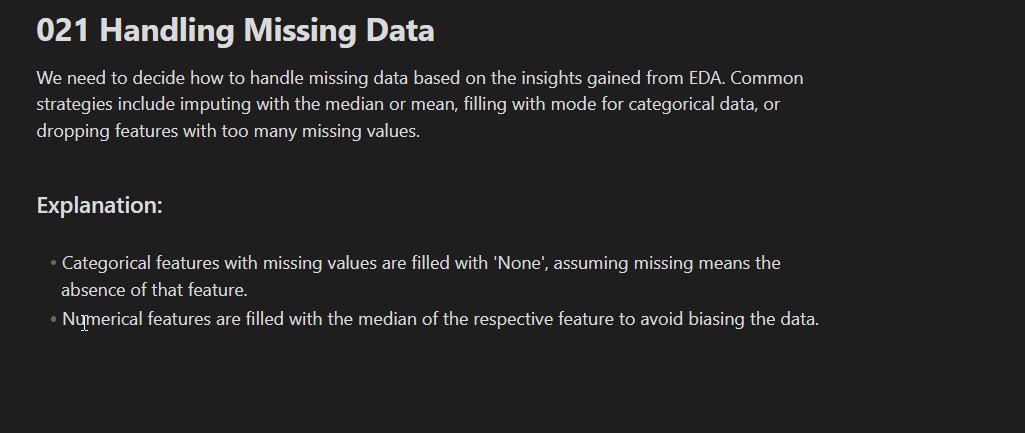 021 Handling Missing Data
We need to decide how to handle missing data based on the insights gained from EDA. Common
strategies include imputing with the median or mean, filling with mode for categorical data, or
dropping features with too many missing values.
Explanation:
• Categorical features with missing values are filled with 'None', assuming missing means the
absence of that feature.
• Numerical features are filled with the median of the respective feature to avoid biasing the data.